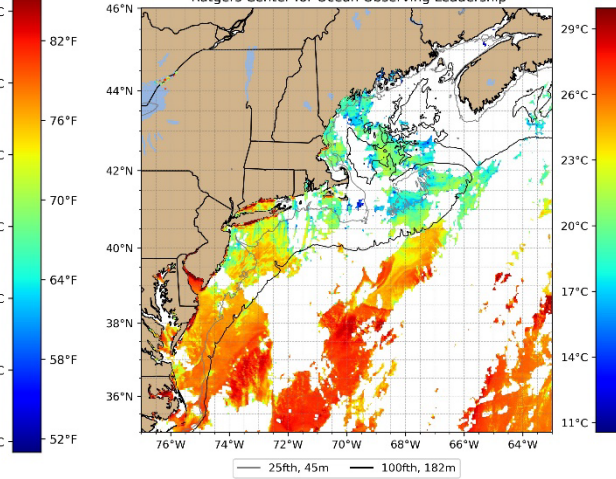 Rutgers Center for Ocean Observing Leadership
46°N
44°N
42°N
40°N
38°N
36°N
76°W 74°W 72°W 70°W 68°W 66°W 64°W
82°F
76°F
70°F
64°F
58°F
52°F
29°C
26°C
23°C
20°C
17°C
14°C
11°C
25fth, 45m 100fth, 182m